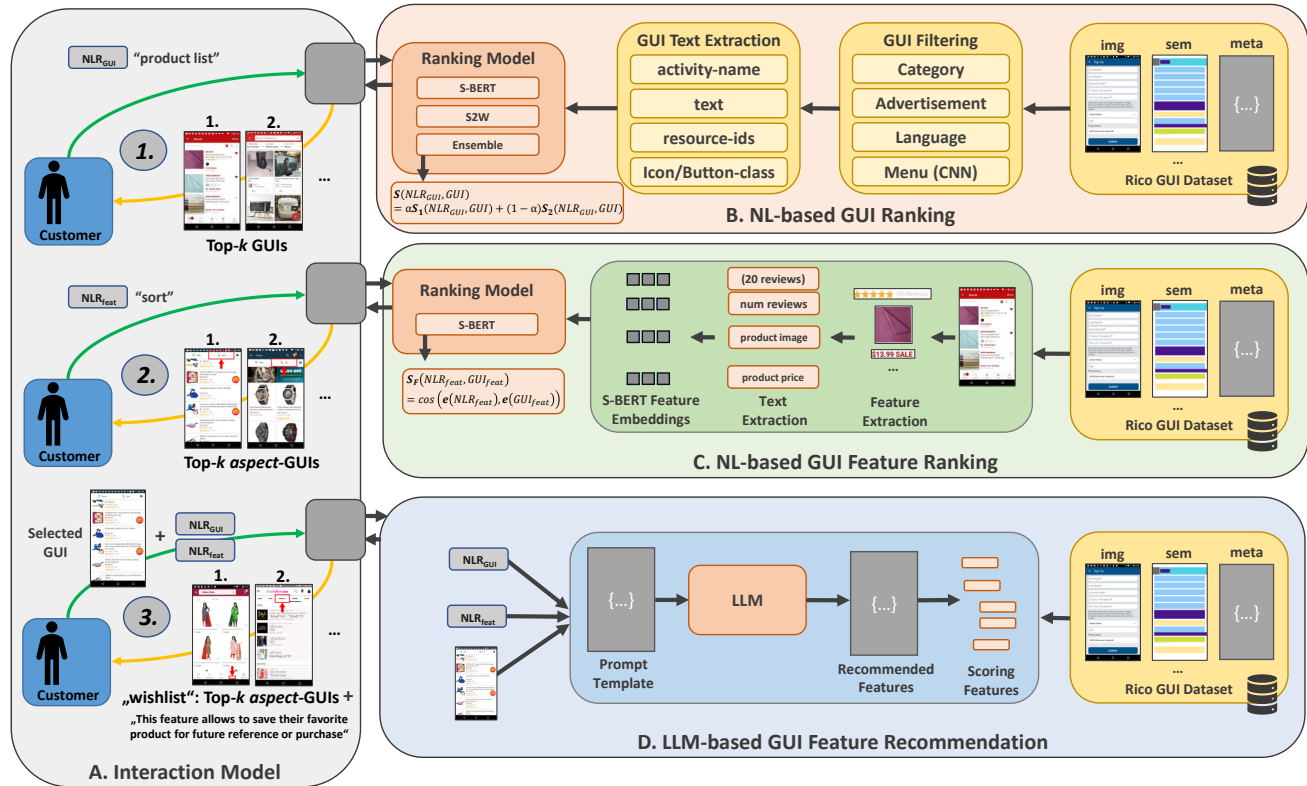 NLR_GUI "product list"
1.
1. 2.
...
Customer
Top-k GUIs
Ranking Model
S-BERT
S2W
Ensemble
S(NLR_GUI, GUI)
= αS₁(NLR_GUI, GUI) + (1 − α)S₂(NLR_GUI, GUI)
GUI Text Extraction
activity-name
text
resource-ids
Icon/Button-class
GUI Filtering
Category
Advertisement
Language
Menu (CNN)
img sem meta
{...}
...
Rico GUI Dataset
B. NL-based GUI Ranking
NLR_feat "sort"
2.
1. 2.
...
Customer
Top-k aspect-GUIs
Ranking Model
S-BERT
S_F(NLR_feat, GUI_feat)
= cos(e(NLR_feat), e(GUI_feat))
(20 reviews)
num reviews
product image
product price
S-BERT Feature
Embeddings
Text
Extraction
$13.99 SALE
...
Feature
Extraction
img sem meta
{...}
...
Rico GUI Dataset
C. NL-based GUI Feature Ranking
Selected
GUI
+
NLR_GUI
NLR_feat
3.
1. 2.
...
Customer
„wishlist“: Top-k aspect-GUIs +
„This feature allows to save their favorite
product for future reference or purchase“
A. Interaction Model
NLR_GUI
NLR_feat
{...}
Prompt
Template
LLM
{...}
Recommended
Features
Scoring
Features
img sem meta
{...}
...
Rico GUI Dataset
D. LLM-based GUI Feature Recommendation